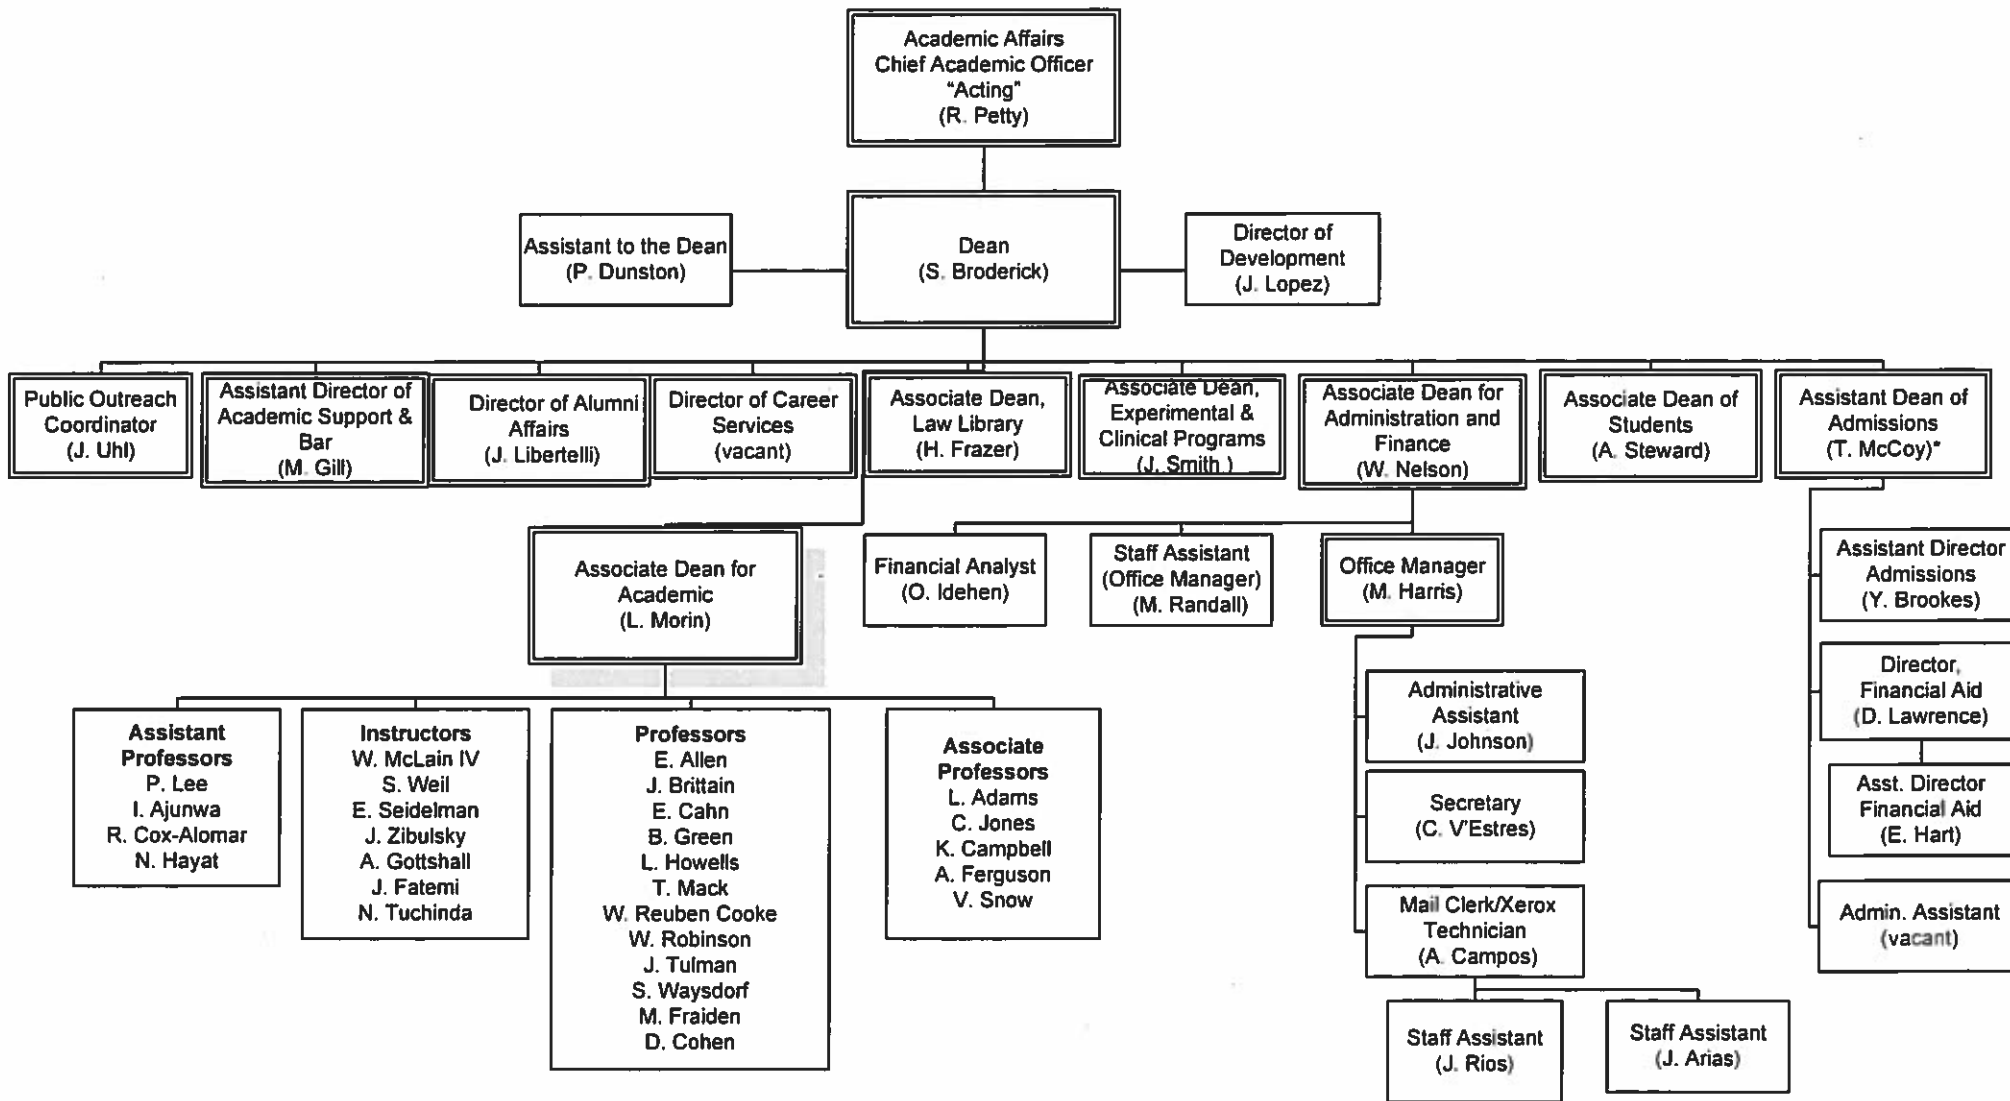 Academic Affairs
Chief Academic Officer
"Acting"
(R. Petty)
Assistant to the Dean
(P. Dunston)
Dean
(S. Broderick)
Director of
Development
(J. Lopez)
Public Outreach
Coordinator
(J. Uhl)
Assistant Director of
Academic Support &
Bar
(M. Gill)
Director of Alumni
Affairs
(J. Libertelli)
Director of Career
Services
(vacant)
Associate Dean,
Law Library
(H. Frazer)
Associate Dean,
Experimental &
Clinical Programs
(J. Smith )
Associate Dean for
Administration and
Finance
(W. Nelson)
Associate Dean of
Students
(A. Steward)
Assistant Dean of
Admissions
(T. McCoy)*
Associate Dean for
Academic
(L. Morin)
Financial Analyst
(O. Idehen)
Staff Assistant
(Office Manager)
(M. Randall)
Office Manager
(M. Harris)
Assistant Director
Admissions
(Y. Brookes)
Director,
Financial Aid
(D. Lawrence)
Asst. Director
Financial Aid
(E. Hart)
Admin. Assistant
(vacant)
Administrative
Assistant
(J. Johnson)
Secretary
(C. V'Estres)
Mail Clerk/Xerox
Technician
(A. Campos)
Staff Assistant
(J. Rios)
Staff Assistant
(J. Arias)
Assistant
Professors
P. Lee
I. Ajunwa
R. Cox-Alomar
N. Hayat
Instructors
W. McLain IV
S. Weil
E. Seidelman
J. Zibulsky
A. Gottshall
J. Fatemi
N. Tuchinda
Professors
E. Allen
J. Brittain
E. Cahn
B. Green
L. Howells
T. Mack
W. Reuben Cooke
W. Robinson
J. Tulman
S. Waysdorf
M. Fraiden
D. Cohen
Associate
Professors
L. Adams
C. Jones
K. Campbell
A. Ferguson
V. Snow